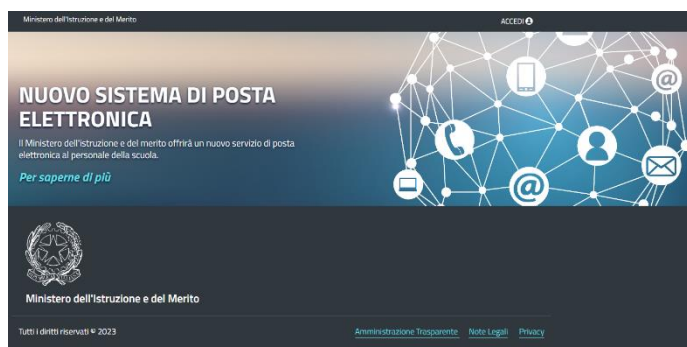 Ministero dell'Istruzione e del Merito
ACCEDI
NUOVO SISTEMA DI POSTA
ELETTRONICA
Il Ministero dell'istruzione e del merito offrirà un nuovo servizio di posta
elettronica al personale della scuola.
Per saperne di più
@
@
Ministero dell'Istruzione e del Merito
Tutti i diritti riservati © 2023
Amministrazione Trasparente Note Legali Privacy